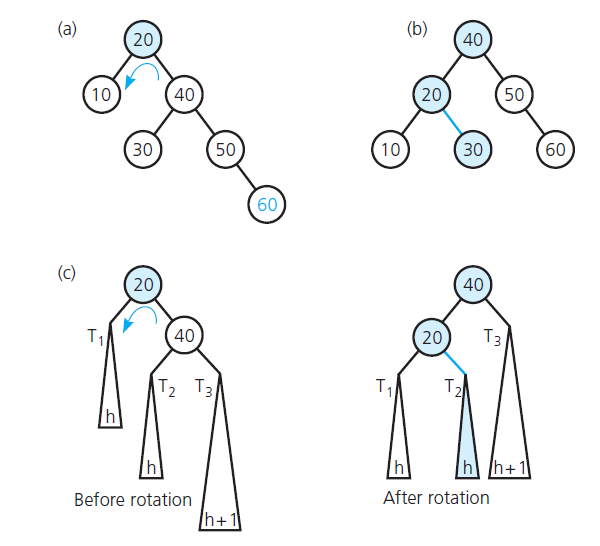 (a)
20
10
40
30
50
60
(b)
40
20
50
10
30
60
(c)
20
T1
40
T2
T3
h
h
h+1
Before rotation
40
20
T3
T1
T2
h
h
h+1
After rotation